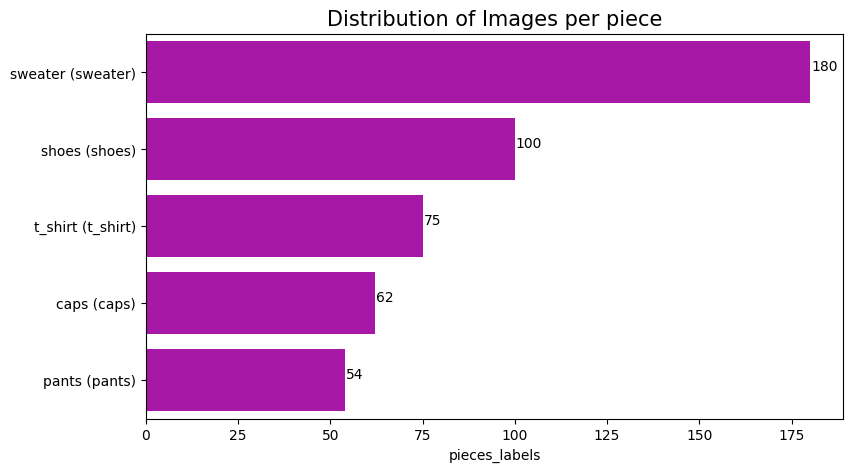 Distribution of Images per piece
sweater (sweater)
180
shoes (shoes)
100
t_shirt (t_shirt)
75
caps (caps)
62
pants (pants)
54
0 25 50 75 100 125 150 175
pieces_labels